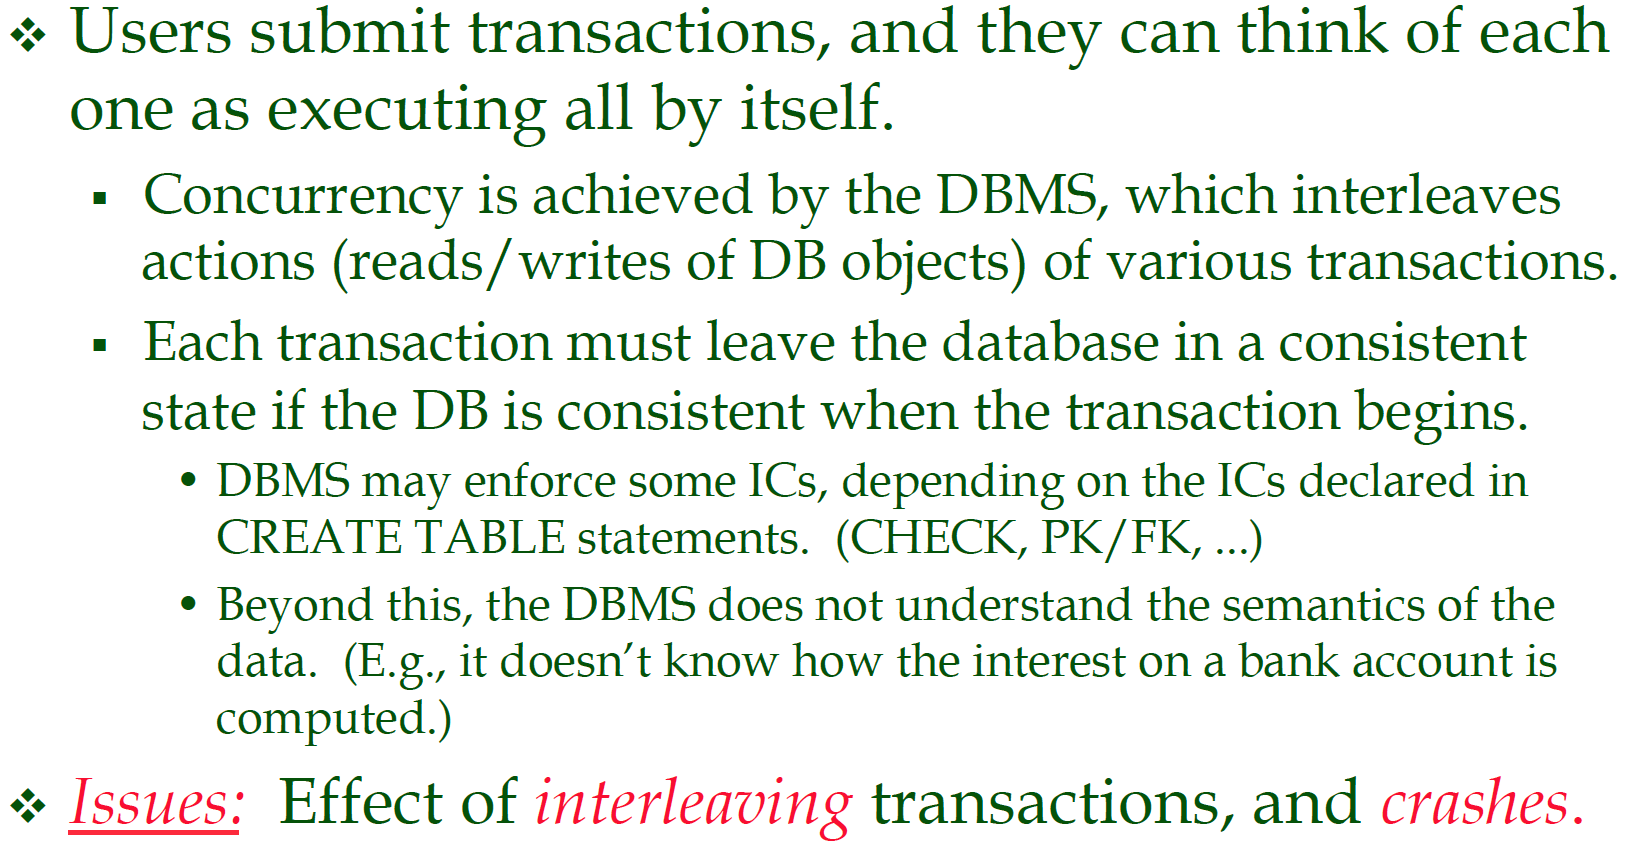 ❖ Users submit transactions, and they can think of each
one as executing all by itself.
▪ Concurrency is achieved by the DBMS, which interleaves
actions (reads/writes of DB objects) of various transactions.
▪ Each transaction must leave the database in a consistent
state if the DB is consistent when the transaction begins.
• DBMS may enforce some ICs, depending on the ICs declared in
CREATE TABLE statements.  (CHECK, PK/FK, ...)
• Beyond this, the DBMS does not understand the semantics of the
data.  (E.g., it doesn’t know how the interest on a bank account is
computed.)
❖ Issues:  Effect of interleaving transactions, and crashes.